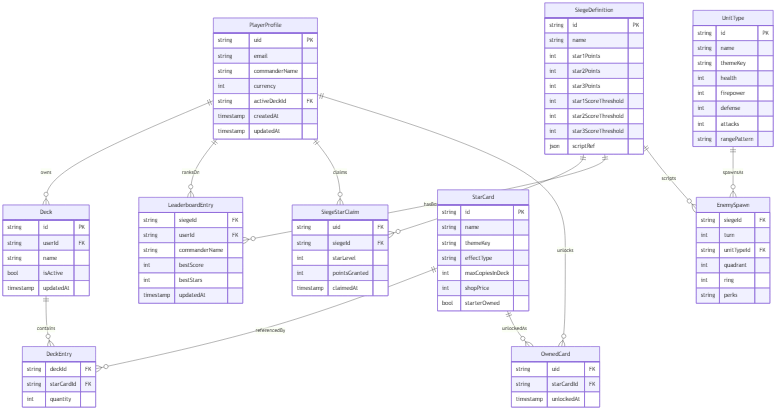 PlayerProfile
string uid PK
string email
string commanderName
int currency
string activeDeckId FK
timestamp createdAt
timestamp updatedAt
SiegeDefinition
string id PK
string name
int star1Points
int star2Points
int star3Points
int star1ScoreThreshold
int star2ScoreThreshold
int star3ScoreThreshold
json scriptRef
UnitType
string id PK
string name
string themeKey
int health
int firepower
int defense
int attacks
string rangePattern
owns
ranksOn
claims
scripts
spawnsAs
Deck
string id PK
string userId FK
string name
bool isActive
timestamp updatedAt
LeaderboardEntry
string siegeId FK
string userId FK
string commanderName
int bestScore
int bestStars
timestamp updatedAt
SiegeStarClaim
string uid FK
string siegeId FK
int starLevel
int pointsGranted
timestamp claimedAt
StarCard
string id PK
string name
string themeKey
string effectType
int maxCopiesInDeck
int shopPrice
bool starterOwned
EnemySpawn
string siegeId FK
int turn
string unitTypeId FK
int quadrant
int ring
string perks
unlocks
contains
referencedBy
unlockedAs
DeckEntry
string deckId FK
string starCardId FK
int quantity
OwnedCard
string uid FK
string starCardId FK
timestamp unlockedAt